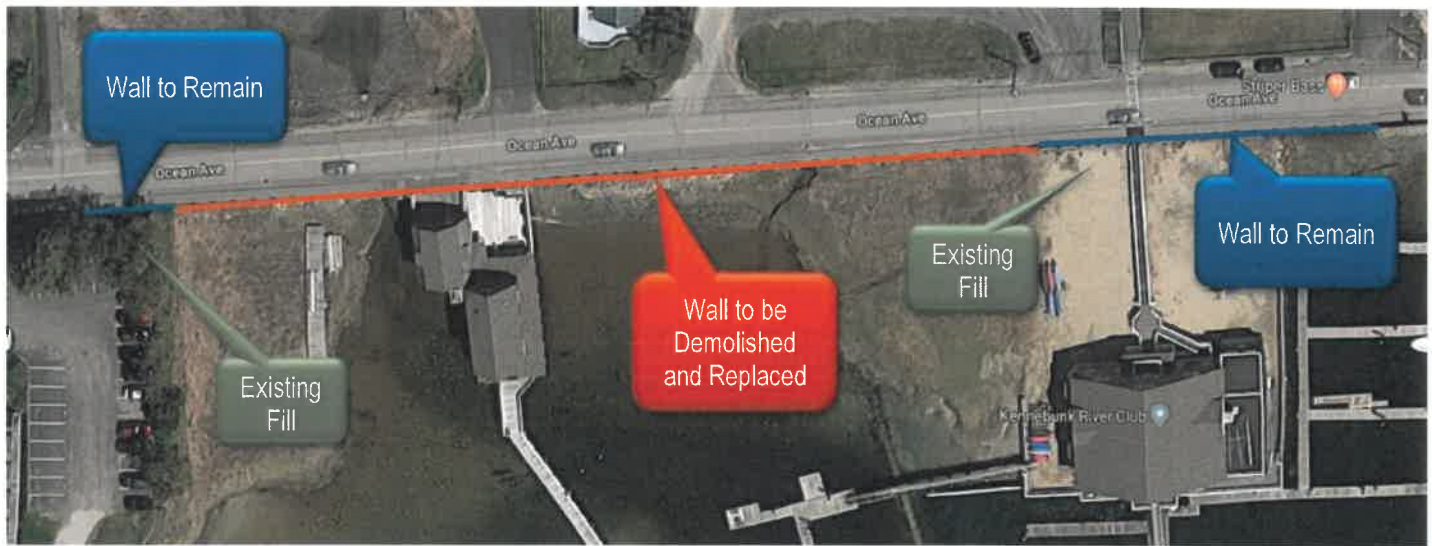 Wall to Remain
Ocean Ave
Ocean Ave
Ocean Ave
Striper Bass
Ocean Ave
Existing
Fill
Wall to be
Demolished
and Replaced
Existing
Fill
Wall to Remain
Kennebunk River Club